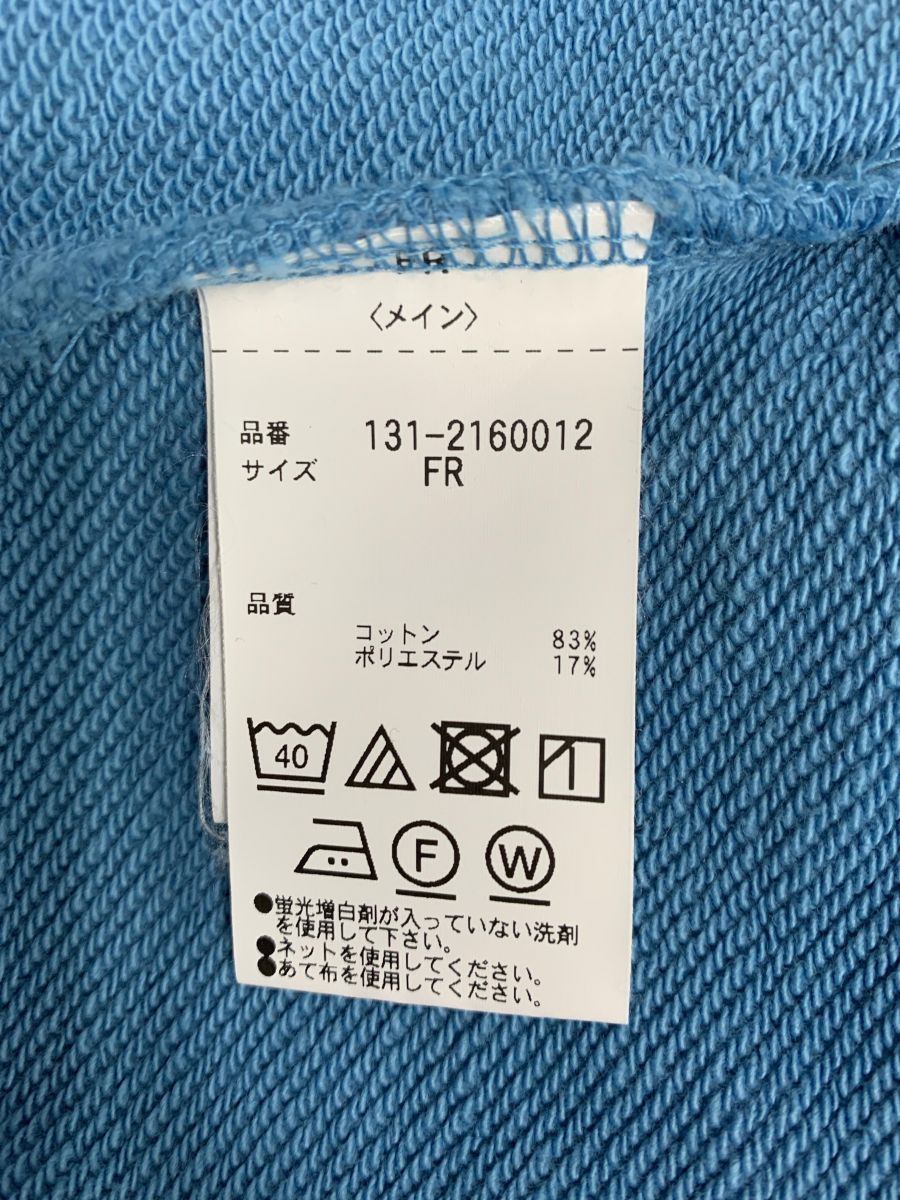 FR
〈メイン〉
品番 131-2160012
サイズ FR
品質
コットン 83%
ポリエステル 17%
40
F W
●蛍光増白剤が入っていない洗剤
を使用して下さい。
●ネットを使用してください。
●あて布を使用してください。